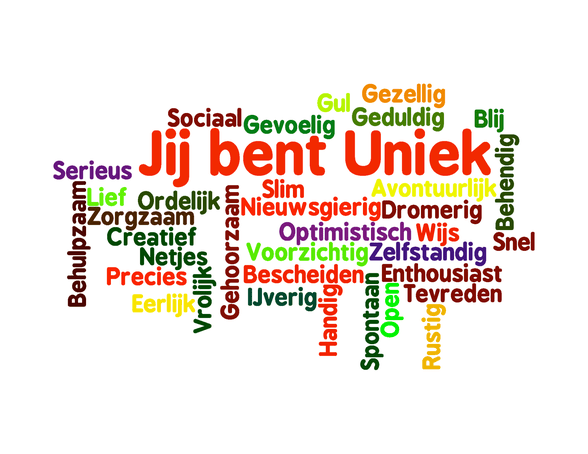 Gezellig
Gul
Sociaal
Gevoelig
Geduldig
Blij
Jij bent Uniek
Behendig
Serieus
Lief
Ordelijk
Slim
Avontuurlijk
Behulpzaam
Zorgzaam
Gehoorzaam
Nieuwsgierig
Dromerig
Creatief
Optimistisch
Wijs
Snel
Netjes
Voorzichtig
Zelfstandig
Precies
Vrolijk
Bescheiden
Enthousiast
Eerlijk
IJverig
Handig
Spontaan
Open
Tevreden
Rustig